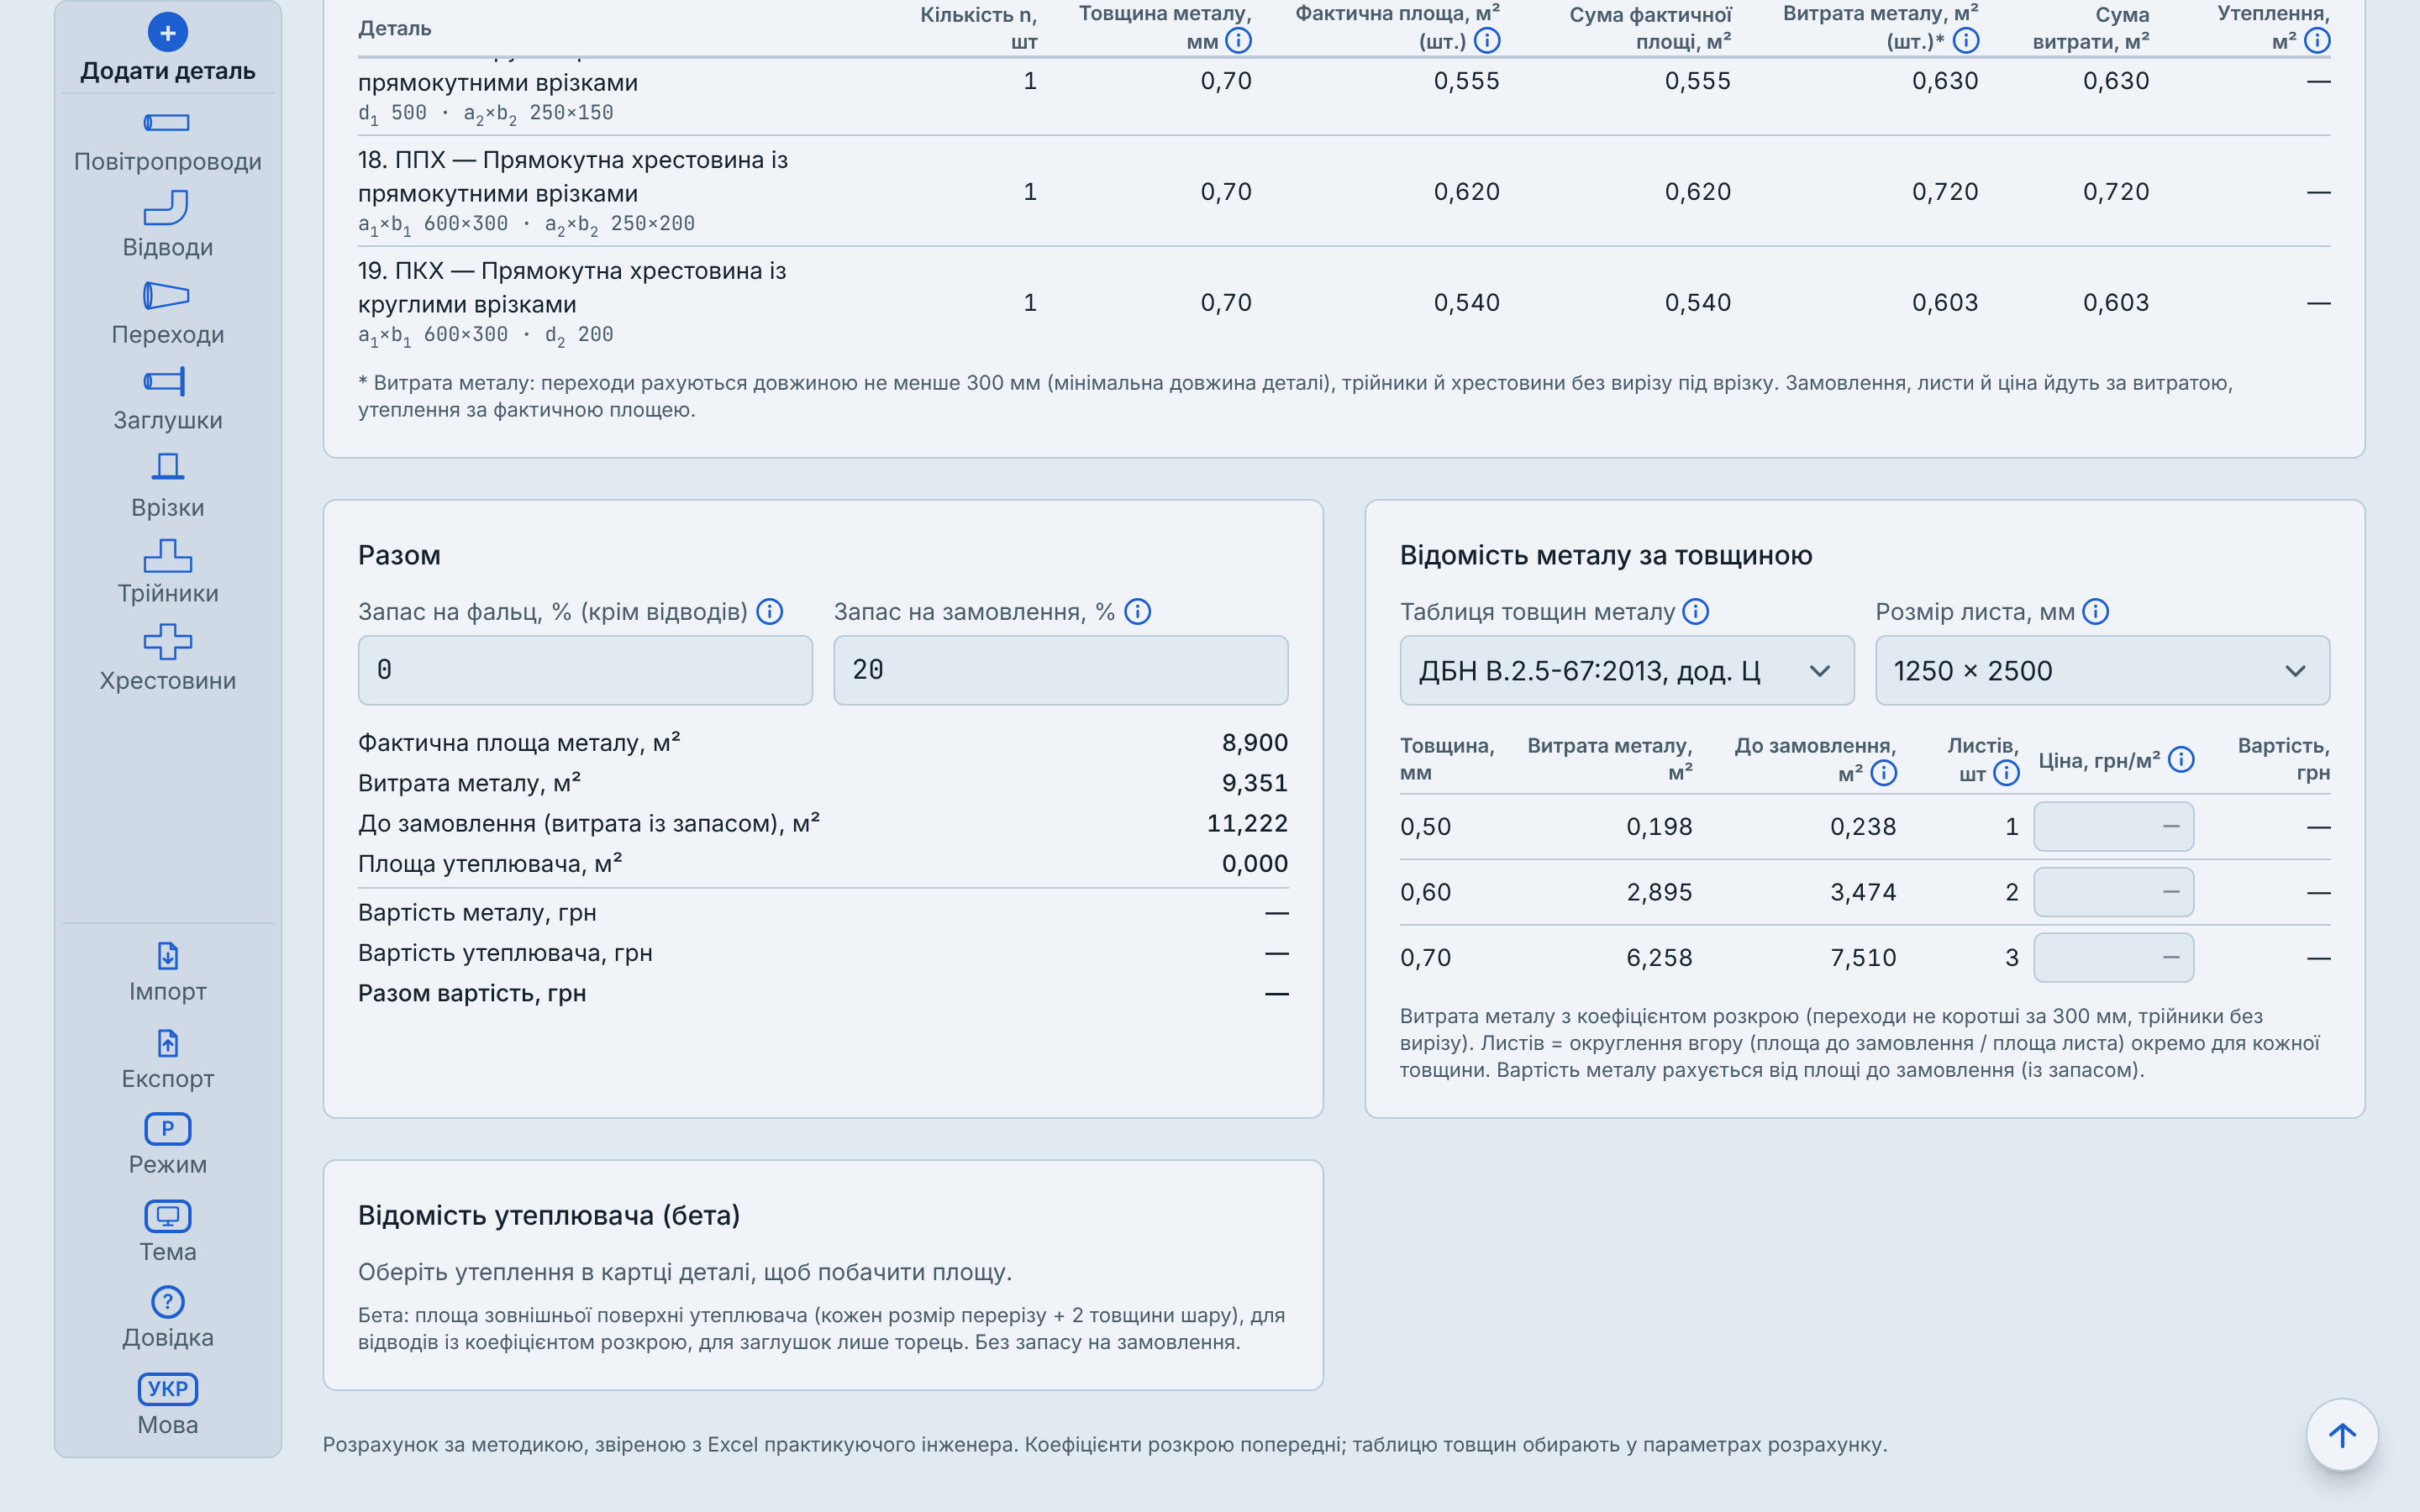 Додати деталь
Повітропроводи
Відводи
Переходи
Заглушки
Врізки
Трійники
Хрестовини
Імпорт
Експорт
Р
Режим
Тема
?
Довідка
УКР
Мова
Деталь
Кількість n, шт
Товщина металу, мм
Фактична площа, м² (шт.)
Сума фактичної площі, м²
Витрата металу, м² (шт.)*
Сума витрати, м²
Утеплення, м²
прямокутними врізками
d₁ 500 · a₂×b₂ 250×150
1 0,70 0,555 0,555 0,630 0,630 —
18. ППХ — Прямокутна хрестовина із
прямокутними врізками
a₁×b₁ 600×300 · a₂×b₂ 250×200
1 0,70 0,620 0,620 0,720 0,720 —
19. ПКХ — Прямокутна хрестовина із
круглими врізками
a₁×b₁ 600×300 · d₂ 200
1 0,70 0,540 0,540 0,603 0,603 —
* Витрата металу: переходи рахуються довжиною не менше 300 мм (мінімальна довжина деталі), трійники й хрестовини без вирізу під врізку. Замовлення, листи й ціна йдуть за витратою,
утеплення за фактичною площею.
Разом
Запас на фальц, % (крім відводів)
0
Запас на замовлення, %
20
Фактична площа металу, м² 8,900
Витрата металу, м² 9,351
До замовлення (витрата із запасом), м² 11,222
Площа утеплювача, м² 0,000
Вартість металу, грн —
Вартість утеплювача, грн —
Разом вартість, грн —
Відомість металу за товщиною
Таблиця товщин металу
ДБН В.2.5-67:2013, дод. Ц
Розмір листа, мм
1250 × 2500
Товщина, мм
Витрата металу, м²
До замовлення, м²
Листів, шт
Ціна, грн/м²
Вартість, грн
0,50 0,198 0,238 1 — —
0,60 2,895 3,474 2 — —
0,70 6,258 7,510 3 — —
Витрата металу з коефіцієнтом розкрою (переходи не коротші за 300 мм, трійники без
вирізу). Листів = округлення вгору (площа до замовлення / площа листа) окремо для кожної
товщини. Вартість металу рахується від площі до замовлення (із запасом).
Відомість утеплювача (бета)
Оберіть утеплення в картці деталі, щоб побачити площу.
Бета: площа зовнішньої поверхні утеплювача (кожен розмір перерізу + 2 товщини шару), для
відводів із коефіцієнтом розкрою, для заглушок лише торець. Без запасу на замовлення.
Розрахунок за методикою, звіреною з Excel практикуючого інженера. Коефіцієнти розкрою попередні; таблицю товщин обирають у параметрах розрахунку.